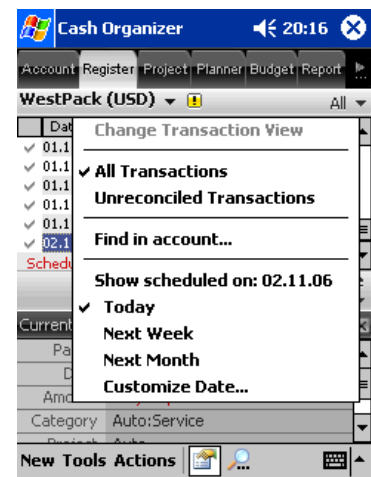 Cash Organizer 20:16
Account Register Project Planner Budget Report
WestPack (USD) All
Dat
Change Transaction View
01.1
01.1
All Transactions
01.1
Unreconciled Transactions
01.1
01.1
Find in account...
02.1
Schedu
Show scheduled on: 02.11.06
Today
Current
Next Week
Pa
Next Month
D
Customize Date...
Amo
Category Auto:Service
New Tools Actions